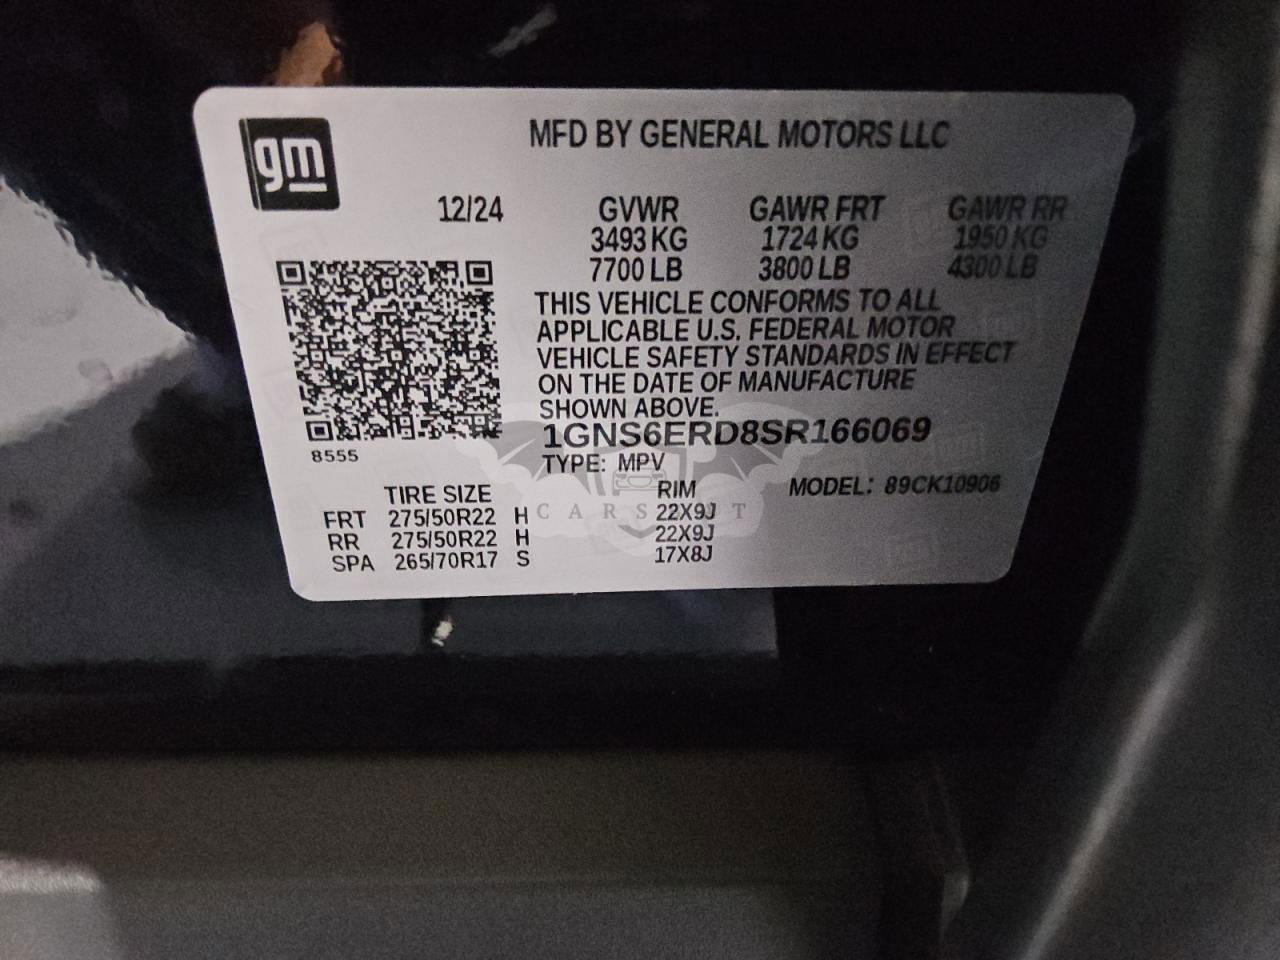 gm
MFD BY GENERAL MOTORS LLC
12/24 GVWR GAWR FRT GAWR RR
3493 KG 1724 KG 1950 KG
7700 LB 3800 LB 4300 LB
THIS VEHICLE CONFORMS TO ALL
APPLICABLE U.S. FEDERAL MOTOR
VEHICLE SAFETY STANDARDS IN EFFECT
ON THE DATE OF MANUFACTURE
SHOWN ABOVE.
1GNS6ERD8SR166069
8555
TYPE: MPV
TIRE SIZE RIM MODEL: 89CK10906
FRT 275/50R22 H 22X9J
RR 275/50R22 H 22X9J
SPA 265/70R17 S 17X8J